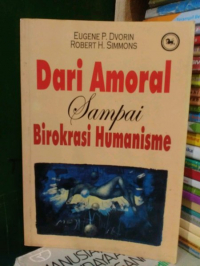 EUGENE P. DVORIN
ROBERT H. SIMMONS
Dari Amoral
Sampai
Birokrasi Humanisme